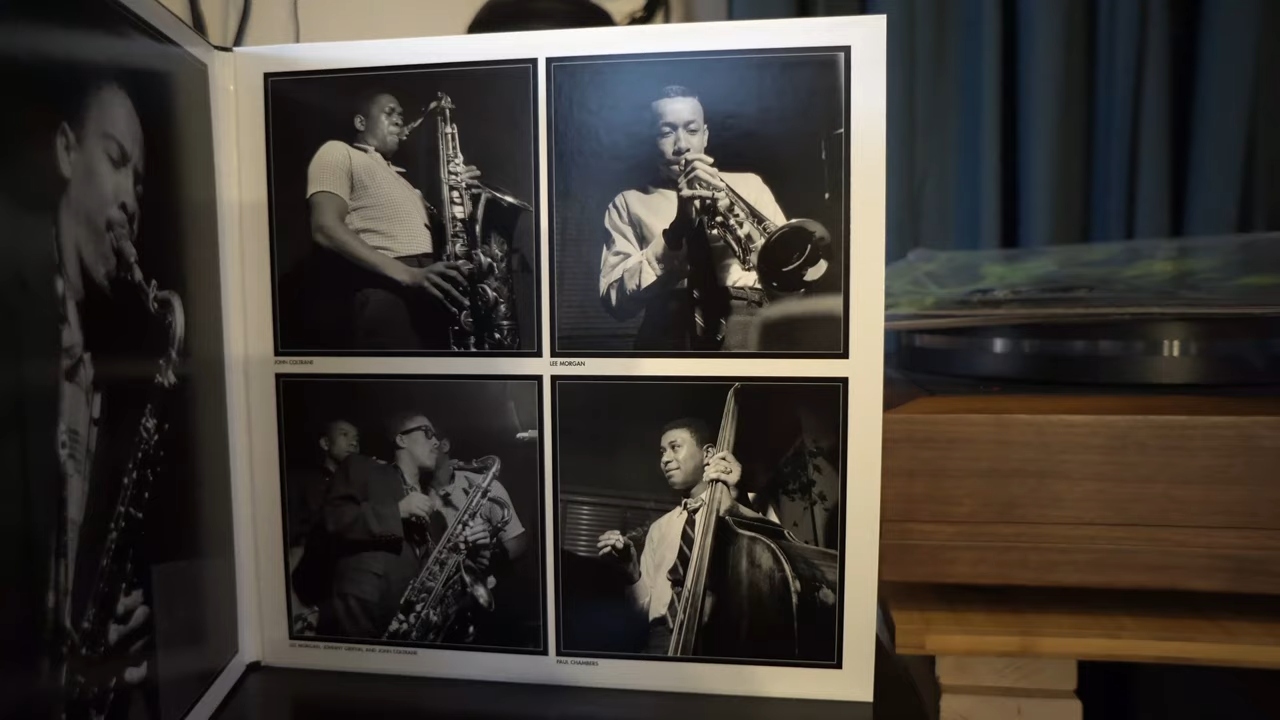 JOHN COLTRANE
LEE MORGAN
LEE MORGAN, JOHNNY GRIFFIN, AND JOHN COLTRANE
PAUL CHAMBERS